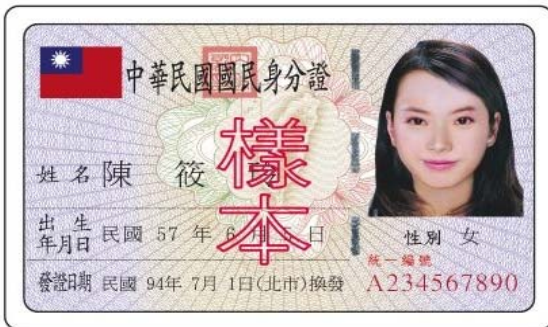 中華民國國民身分證
樣本
姓名 陳筱
出生年月日 民國 57 年 6 月 5 日
性別 女
發證日期 民國 94年 7月 1日(北市)換發
統一編號
A234567890